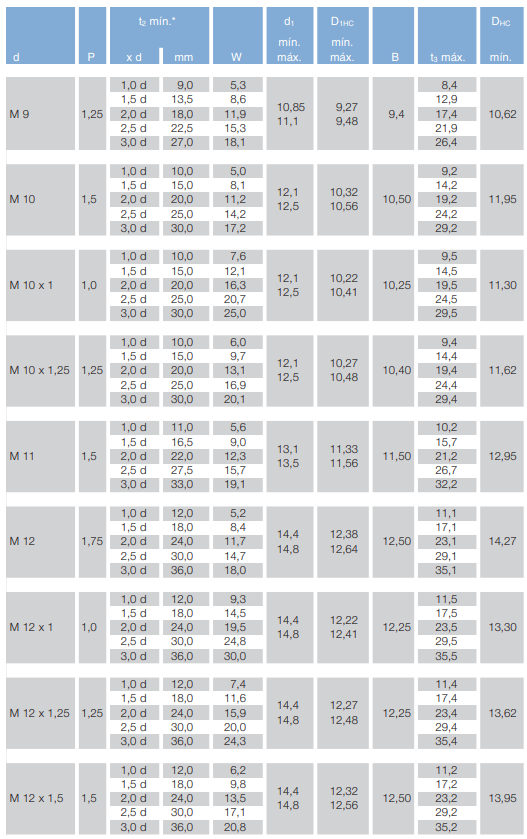 t₂ mín.* d₁ D₁HC DHC
mín. mín.
d P x d mm W máx. máx. B t₃ máx. mín.
1,0 d 9,0 5,3 8,4
1,5 d 13,5 8,6 10,85 9,27 12,9
M 9 1,25 2,0 d 18,0 11,9 9,4 17,4 10,62
2,5 d 22,5 15,3 11,1 9,48 21,9
3,0 d 27,0 18,1 26,4
1,0 d 10,0 5,0 9,2
1,5 d 15,0 8,1 12,1 10,32 14,2
M 10 1,5 2,0 d 20,0 11,2 10,50 19,2 11,95
2,5 d 25,0 14,2 12,5 10,56 24,2
3,0 d 30,0 17,2 29,2
1,0 d 10,0 7,6 9,5
1,5 d 15,0 12,1 12,1 10,22 14,5
M 10 x 1 1,0 2,0 d 20,0 16,3 10,25 19,5 11,30
2,5 d 25,0 20,7 12,5 10,41 24,5
3,0 d 30,0 25,0 29,5
1,0 d 10,0 6,0 9,4
1,5 d 15,0 9,7 12,1 10,27 14,4
M 10 x 1,25 1,25 2,0 d 20,0 13,1 10,40 19,4 11,62
2,5 d 25,0 16,9 12,5 10,48 24,4
3,0 d 30,0 20,1 29,4
1,0 d 11,0 5,6 10,2
1,5 d 16,5 9,0 13,1 11,33 15,7
M 11 1,5 2,0 d 22,0 12,3 11,50 21,2 12,95
2,5 d 27,5 15,7 13,5 11,56 26,7
3,0 d 33,0 19,1 32,2
1,0 d 12,0 5,2 11,1
1,5 d 18,0 8,4 14,4 12,38 17,1
M 12 1,75 2,0 d 24,0 11,7 12,50 23,1 14,27
2,5 d 30,0 14,7 14,8 12,64 29,1
3,0 d 36,0 18,0 35,1
1,0 d 12,0 9,3 11,5
1,5 d 18,0 14,5 14,4 12,22 17,5
M 12 x 1 1,0 2,0 d 24,0 19,5 12,25 23,5 13,30
2,5 d 30,0 24,8 14,8 12,41 29,5
3,0 d 36,0 30,0 35,5
1,0 d 12,0 7,4 11,4
1,5 d 18,0 11,6 14,4 12,27 17,4
M 12 x 1,25 1,25 2,0 d 24,0 15,9 12,25 23,4 13,62
2,5 d 30,0 20,0 14,8 12,48 29,4
3,0 d 36,0 24,3 35,4
1,0 d 12,0 6,2 11,2
1,5 d 18,0 9,8 14,4 12,32 17,2
M 12 x 1,5 1,5 2,0 d 24,0 13,5 12,50 23,2 13,95
2,5 d 30,0 17,1 14,8 12,56 29,2
3,0 d 36,0 20,8 35,2